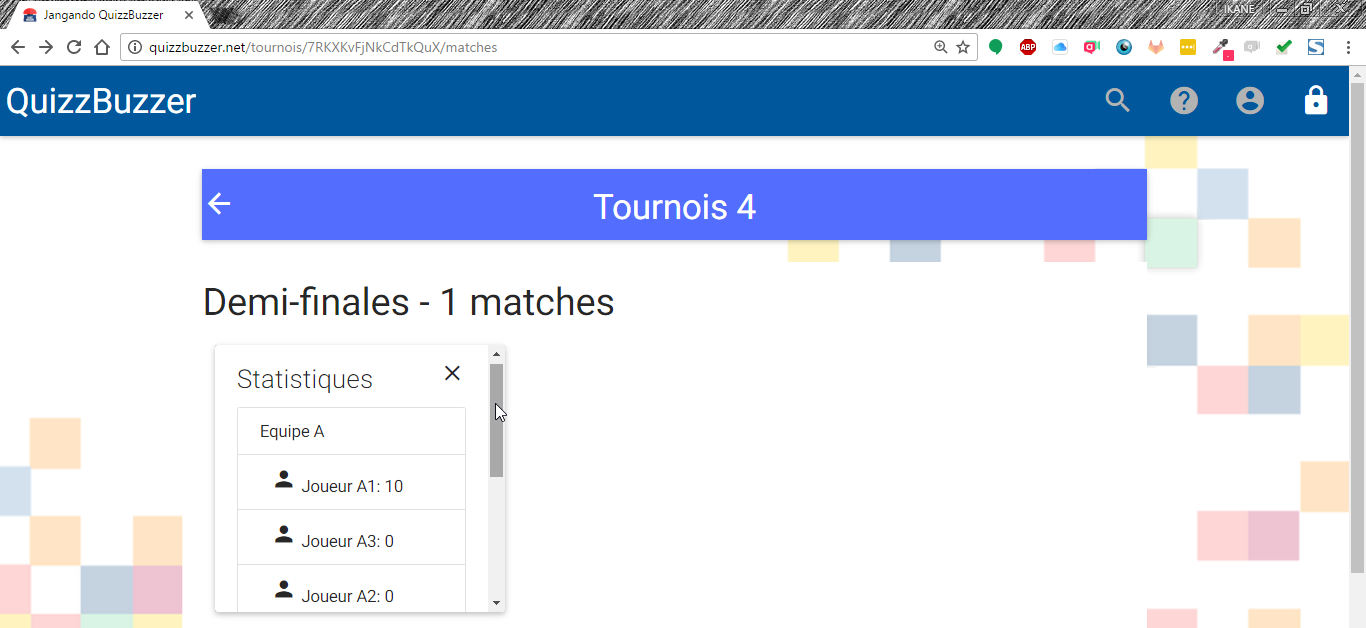 Jangando QuizzBuzzer
IKANE
quizzbuzzer.net/tournois/7RKXKvFjNkCdTkQuX/matches
ABP
QuizzBuzzer
Tournois 4
Demi-finales - 1 matches
Statistiques
Equipe A
Joueur A1: 10
Joueur A3: 0
Joueur A2: 0